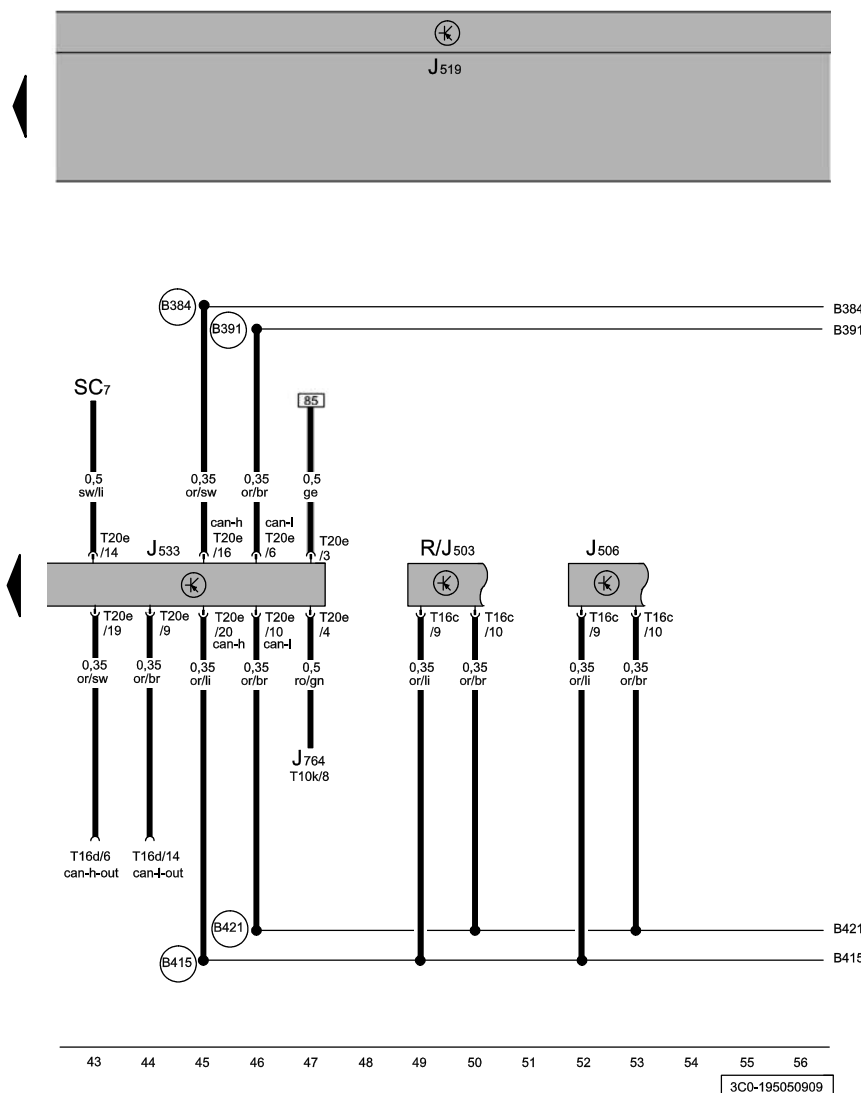 J519
B384
B384
B391
B391
SC7
85
0,5
sw/li
0,35
or/sw
0,35
or/br
0,5
ge
T20e
/14
J533
can-h
T20e
/16
can-l
T20e
/6
T20e
/3
R/J503
J506
T20e
/19
T20e
/9
T20e
/20
can-h
T20e
/10
can-l
T20e
/4
T16c
/9
T16c
/10
T16c
/9
T16c
/10
0,35
or/sw
0,35
or/br
0,35
or/li
0,35
or/br
0,5
ro/gn
0,35
or/li
0,35
or/br
0,35
or/li
0,35
or/br
J764
T10k/8
T16d/6
can-h-out
T16d/14
can-l-out
B421
B421
B415
B415
43 44 45 46 47 48 49 50 51 52 53 54 55 56
3C0-195050909